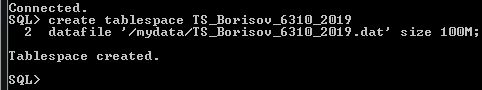 Connected.
SQL> create tablespace TS_Borisov_6310_2019
2 datafile '/mydata/TS_Borisov_6310_2019.dat' size 100M;
Tablespace created.
SQL>